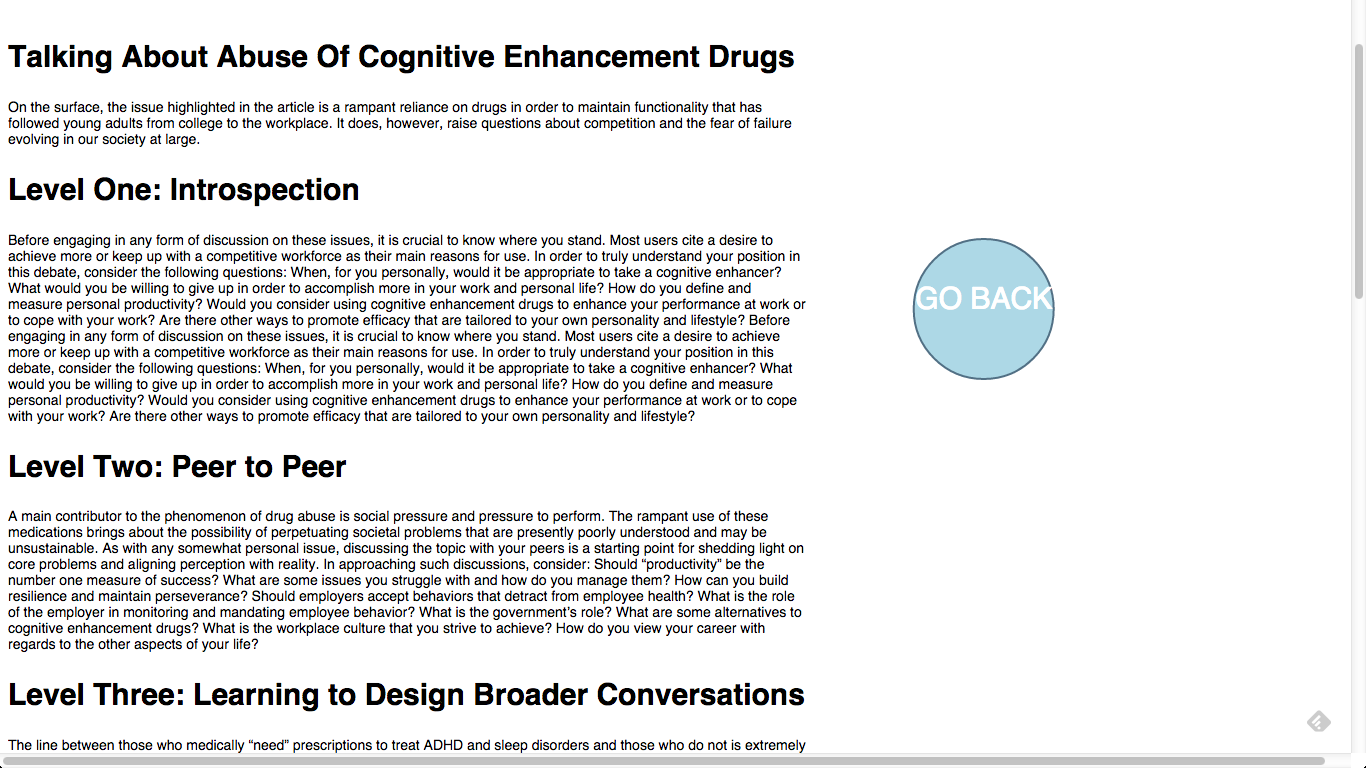 Talking About Abuse Of Cognitive Enhancement Drugs
On the surface, the issue highlighted in the article is a rampant reliance on drugs in order to maintain functionality that has
followed young adults from college to the workplace. It does, however, raise questions about competition and the fear of failure
evolving in our society at large.
Level One: Introspection
Before engaging in any form of discussion on these issues, it is crucial to know where you stand. Most users cite a desire to
achieve more or keep up with a competitive workforce as their main reasons for use. In order to truly understand your position in
this debate, consider the following questions: When, for you personally, would it be appropriate to take a cognitive enhancer?
What would you be willing to give up in order to accomplish more in your work and personal life? How do you define and
measure personal productivity? Would you consider using cognitive enhancement drugs to enhance your performance at work or
to cope with your work? Are there other ways to promote efficacy that are tailored to your own personality and lifestyle? Before
engaging in any form of discussion on these issues, it is crucial to know where you stand. Most users cite a desire to achieve
more or keep up with a competitive workforce as their main reasons for use. In order to truly understand your position in this
debate, consider the following questions: When, for you personally, would it be appropriate to take a cognitive enhancer? What
would you be willing to give up in order to accomplish more in your work and personal life? How do you define and measure
personal productivity? Would you consider using cognitive enhancement drugs to enhance your performance at work or to cope
with your work? Are there other ways to promote efficacy that are tailored to your own personality and lifestyle?
GO BACK
Level Two: Peer to Peer
A main contributor to the phenomenon of drug abuse is social pressure and pressure to perform. The rampant use of these
medications brings about the possibility of perpetuating societal problems that are presently poorly understood and may be
unsustainable. As with any somewhat personal issue, discussing the topic with your peers is a starting point for shedding light on
core problems and aligning perception with reality. In approaching such discussions, consider: Should “productivity” be the
number one measure of success? What are some issues you struggle with and how do you manage them? How can you build
resilience and maintain perseverance? Should employers accept behaviors that detract from employee health? What is the role
of the employer in monitoring and mandating employee behavior? What is the government’s role? What are some alternatives to
cognitive enhancement drugs? What is the workplace culture that you strive to achieve? How do you view your career with
regards to the other aspects of your life?
Level Three: Learning to Design Broader Conversations
The line between those who medically “need” prescriptions to treat ADHD and sleep disorders and those who do not is extremely